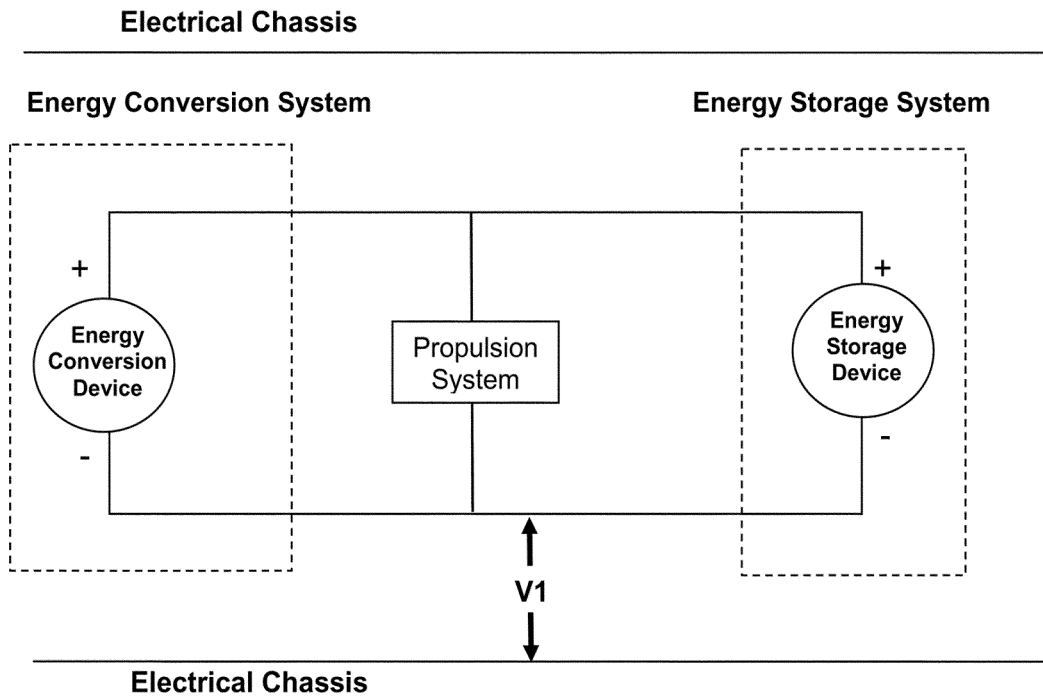 Electrical Chassis
Energy Conversion System
Energy Storage System
+
+
Energy
Conversion
Device
Propulsion
System
Energy
Storage
Device
-
-
V1
Electrical Chassis